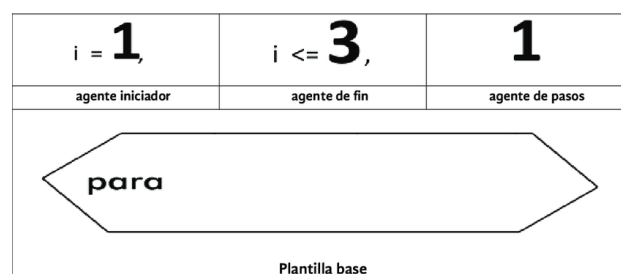 i = 1, i <= 3, 1
agente iniciador agente de fin agente de pasos
para
Plantilla base